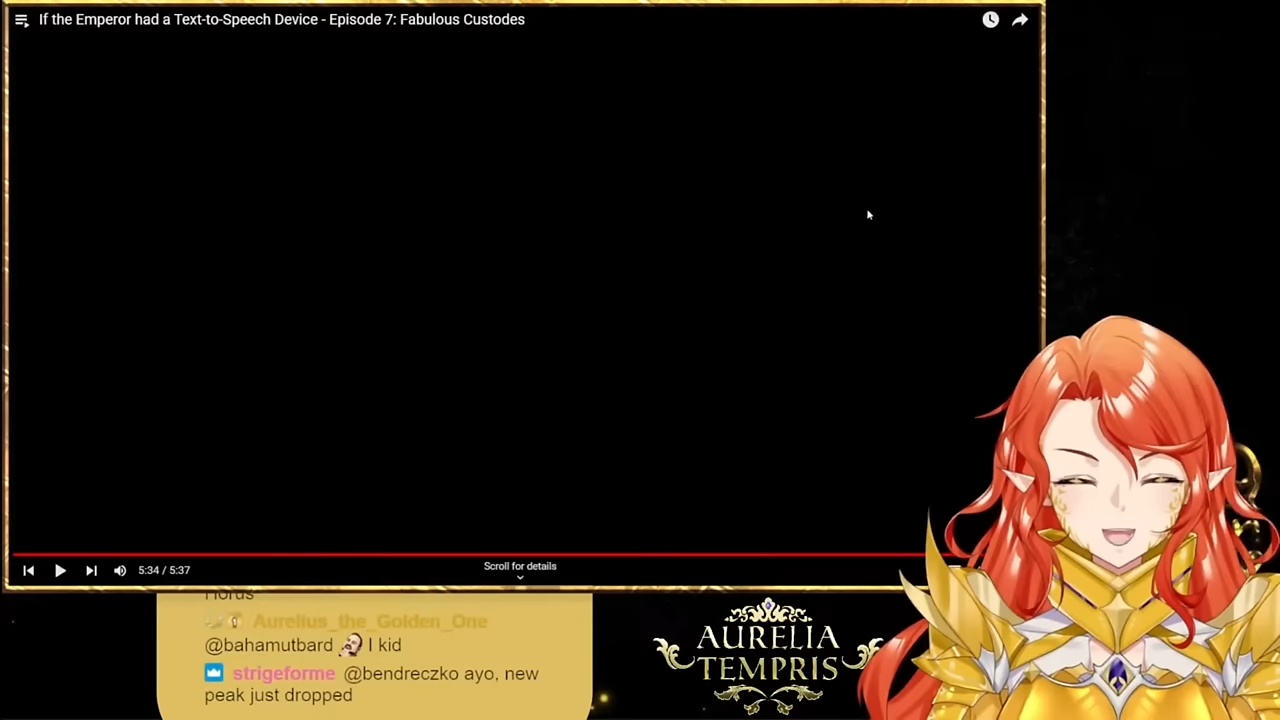 If the Emperor had a Text-to-Speech Device - Episode 7: Fabulous Custodes
5:34 / 5:37
Scroll for details
Horus
Aurelius_the_Golden_One
@bahamutbard I kid
strigeforme @bendreczko ayo, new
peak just dropped
AURELIA
TEMPRIS